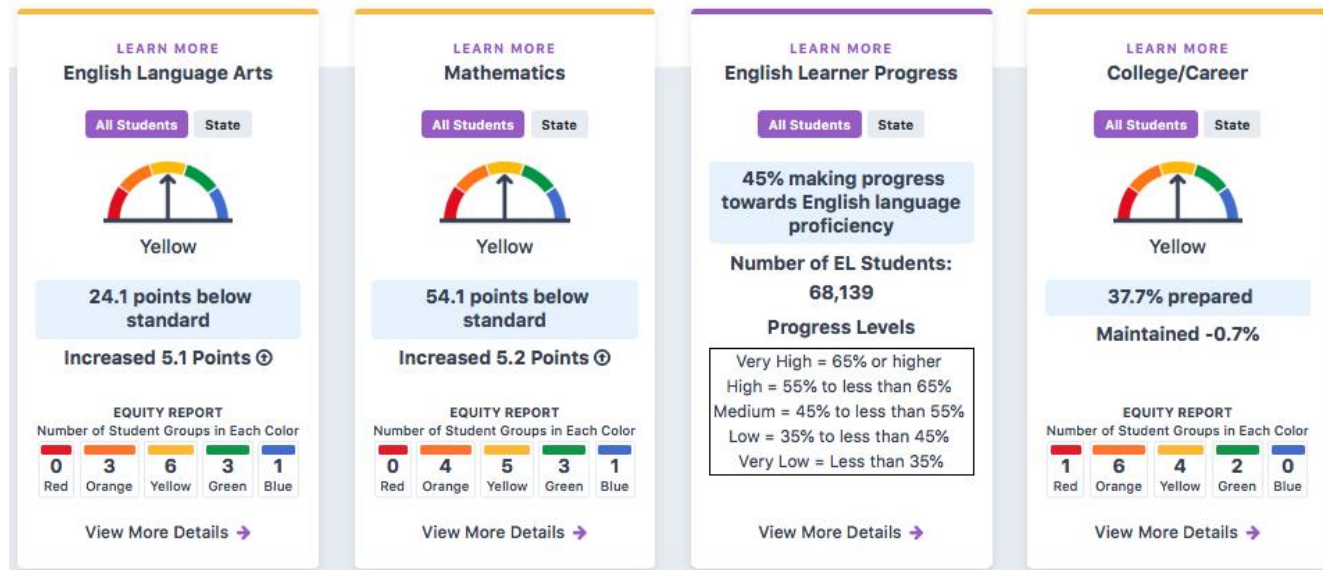 LEARN MORE
English Language Arts
All Students State
Yellow
24.1 points below
standard
Increased 5.1 Points
EQUITY REPORT
Number of Student Groups in Each Color
0 3 6 3 1
Red Orange Yellow Green Blue
View More Details →
LEARN MORE
Mathematics
All Students State
Yellow
54.1 points below
standard
Increased 5.2 Points
EQUITY REPORT
Number of Student Groups in Each Color
0 4 5 3 1
Red Orange Yellow Green Blue
View More Details →
LEARN MORE
English Learner Progress
All Students State
45% making progress
towards English language
proficiency
Number of EL Students:
68,139
Progress Levels
Very High = 65% or higher
High = 55% to less than 65%
Medium = 45% to less than 55%
Low = 35% to less than 45%
Very Low = Less than 35%
View More Details →
LEARN MORE
College/Career
All Students State
Yellow
37.7% prepared
Maintained -0.7%
EQUITY REPORT
Number of Student Groups in Each Color
1 6 4 2 0
Red Orange Yellow Green Blue
View More Details →